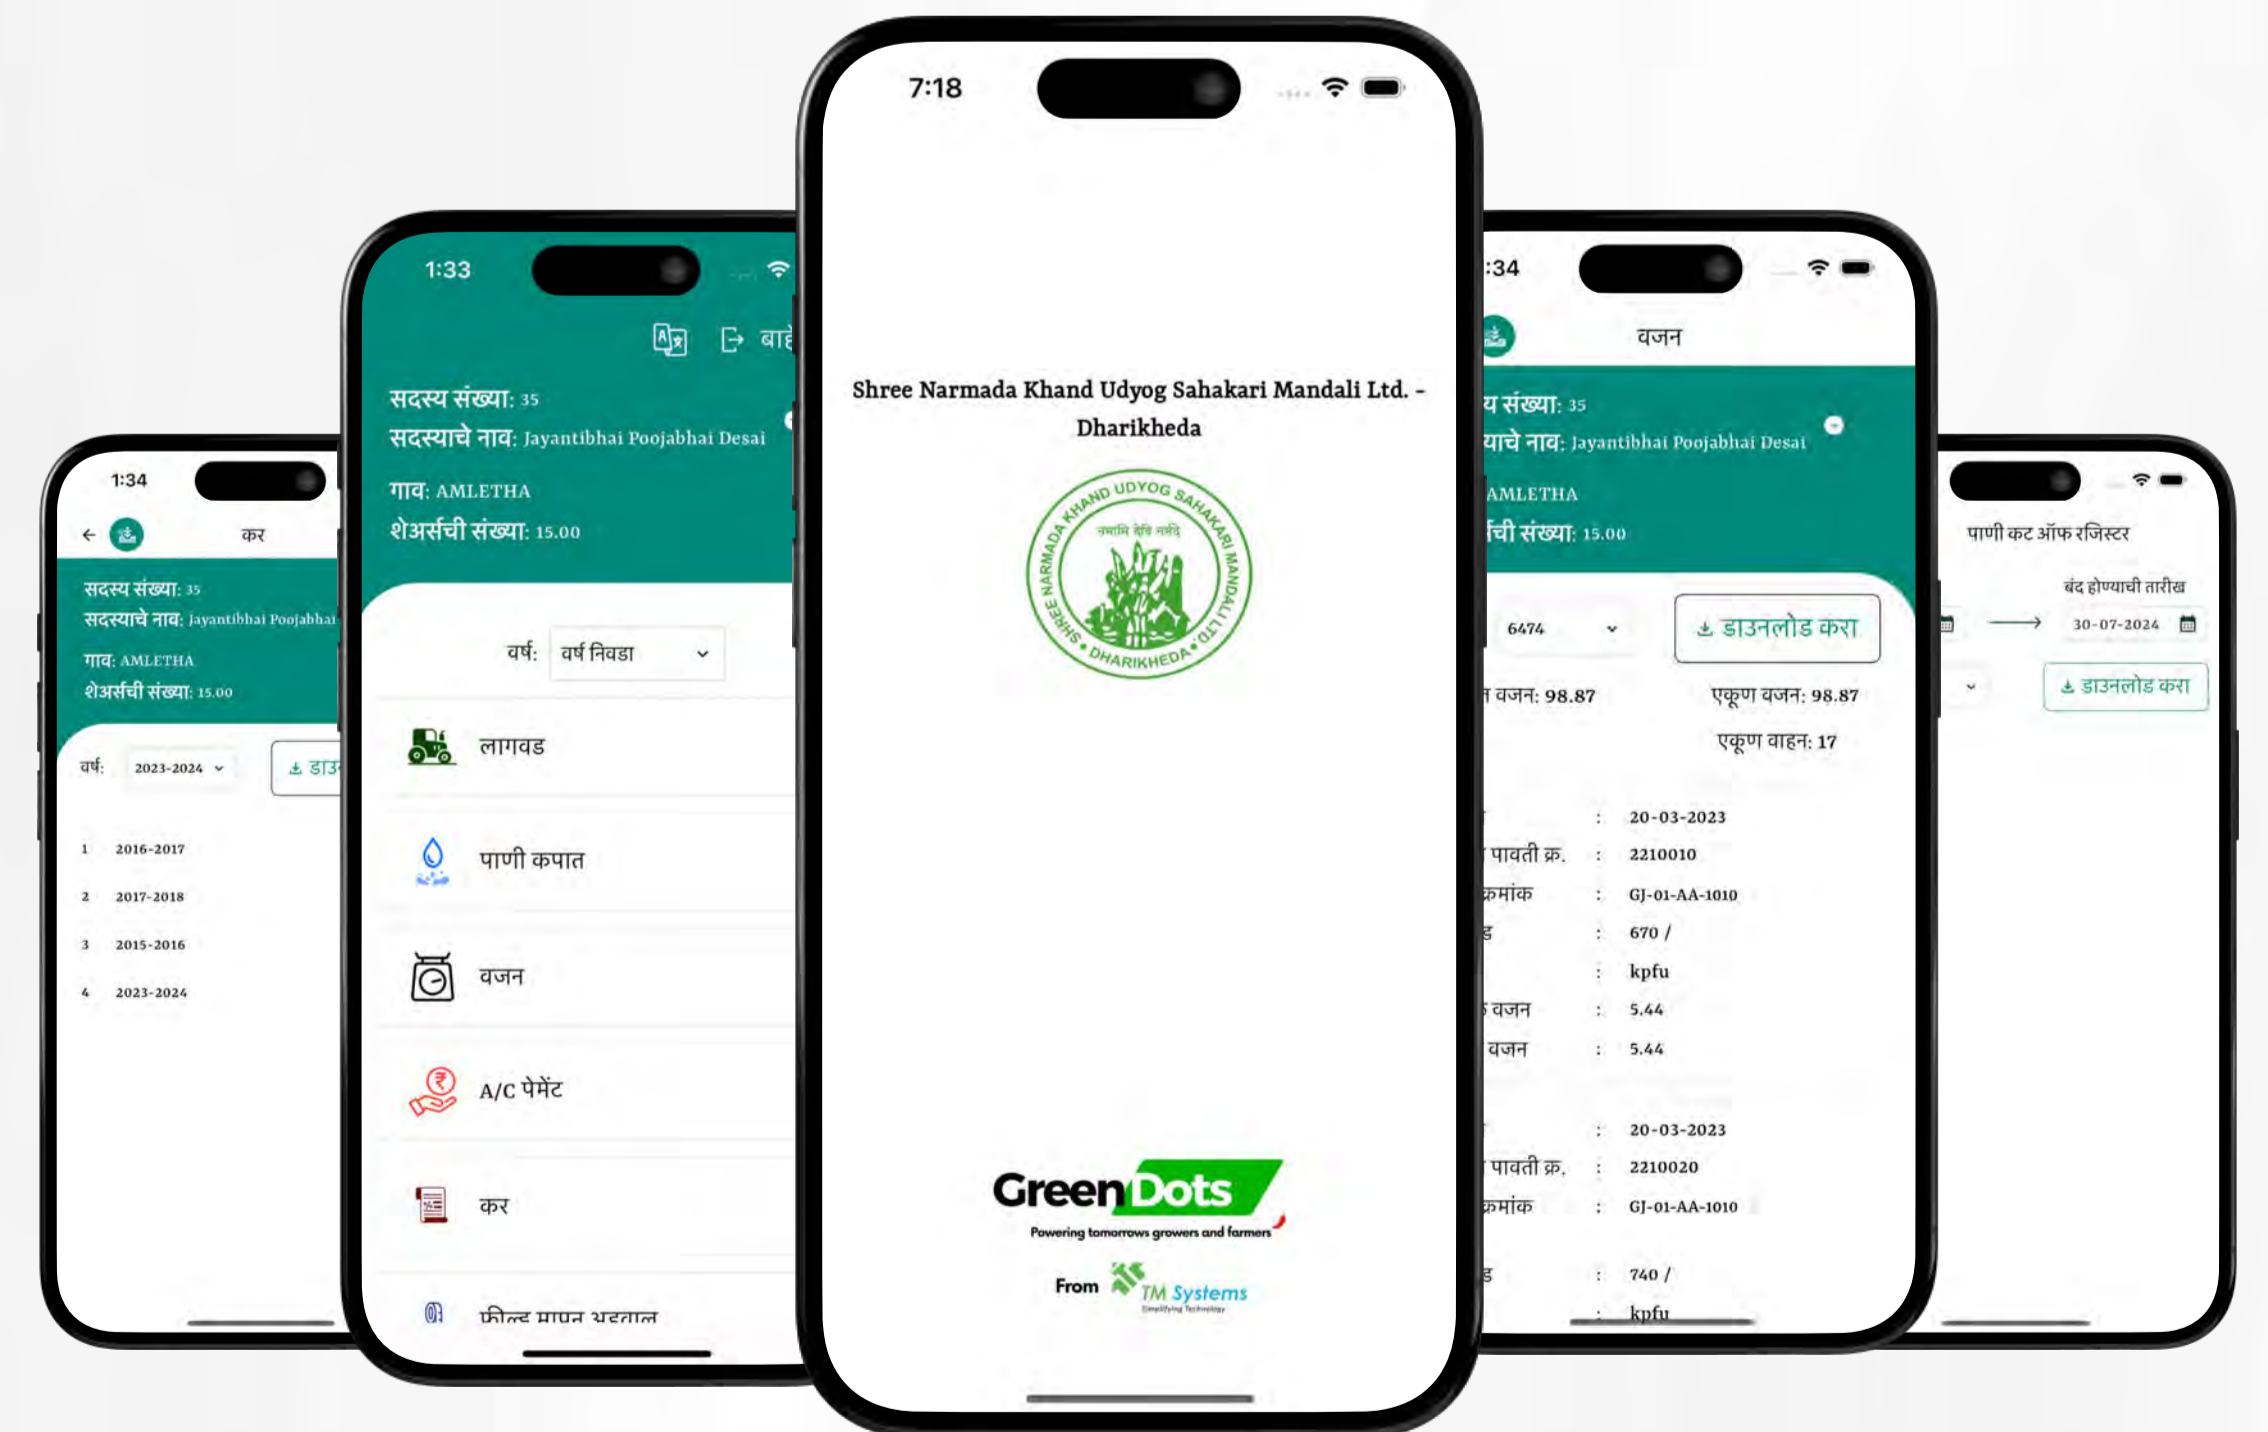 1:34
कर
सदस्य संख्या: 35
सदस्याचे नाव: Jayantibhai Poojabhai
गाव: AMLETHA
शेअर्सची संख्या: 15.00
वर्ष: 2023-2024
1 2016-2017
2 2017-2018
3 2015-2016
4 2023-2024
1:33
सदस्य संख्या: 35
सदस्याचे नाव: Jayantibhai Poojabhai Desai
गाव: AMLETHA
शेअर्सची संख्या: 15.00
वर्ष: वर्ष निवडा
लागवड
पाणी कपात
वजन
A/C पेमेंट
कर
7:18
Shree Narmada Khand Udyog Sahakari Mandali Ltd. -
Dharikheda
SHREE NARMADA KHAND UDYOG SAHAKARI MANDALI LTD.
नमामि देवि नर्मदे
• DHARIKHEDA •
GreenDots
Powering tomorrows growers and farmers
From TM Systems
Simplifying Technology
:34
वजन
संख्या: 35
नाव: Jayantibhai Poojabhai Desai
AMLETHA
संख्या: 15.00
6474 डाउनलोड करा
वजन: 98.87 एकूण वजन: 98.87
एकूण वाहन: 17
: 20-03-2023
पावती क्र. : 2210010
क्रमांक : GJ-01-AA-1010
: 670 /
: kpfu
वजन : 5.44
वजन : 5.44
: 20-03-2023
पावती क्र. : 2210020
क्रमांक : GJ-01-AA-1010
: 740 /
: kpfu
पाणी कट ऑफ रजिस्टर
बंद होण्याची तारीख
30-07-2024
डाउनलोड करा